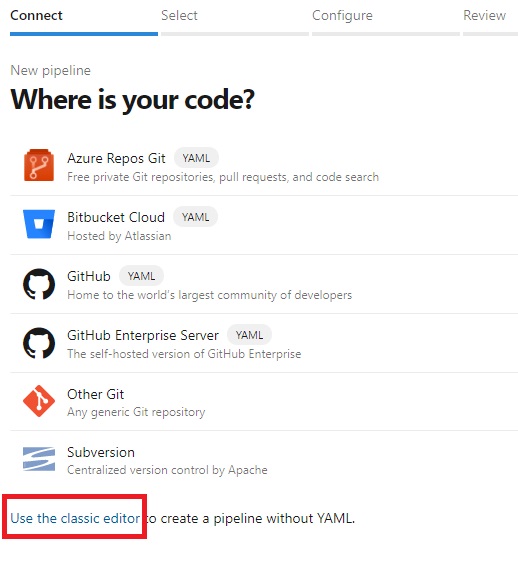 Connect Select Configure Review
New pipeline
Where is your code?
Azure Repos Git YAML
Free private Git repositories, pull requests, and code search
Bitbucket Cloud YAML
Hosted by Atlassian
GitHub YAML
Home to the world's largest community of developers
GitHub Enterprise Server YAML
The self-hosted version of GitHub Enterprise
Other Git
Any generic Git repository
Subversion
Centralized version control by Apache
Use the classic editor to create a pipeline without YAML.